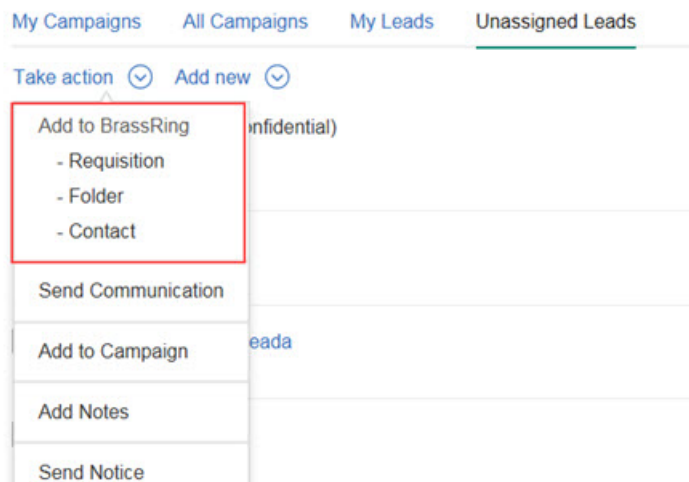 My Campaigns All Campaigns My Leads Unassigned Leads
Take action Add new
Add to BrassRing onfidential)
- Requisition
- Folder
- Contact
Send Communication
Add to Campaign eada
Add Notes
Send Notice